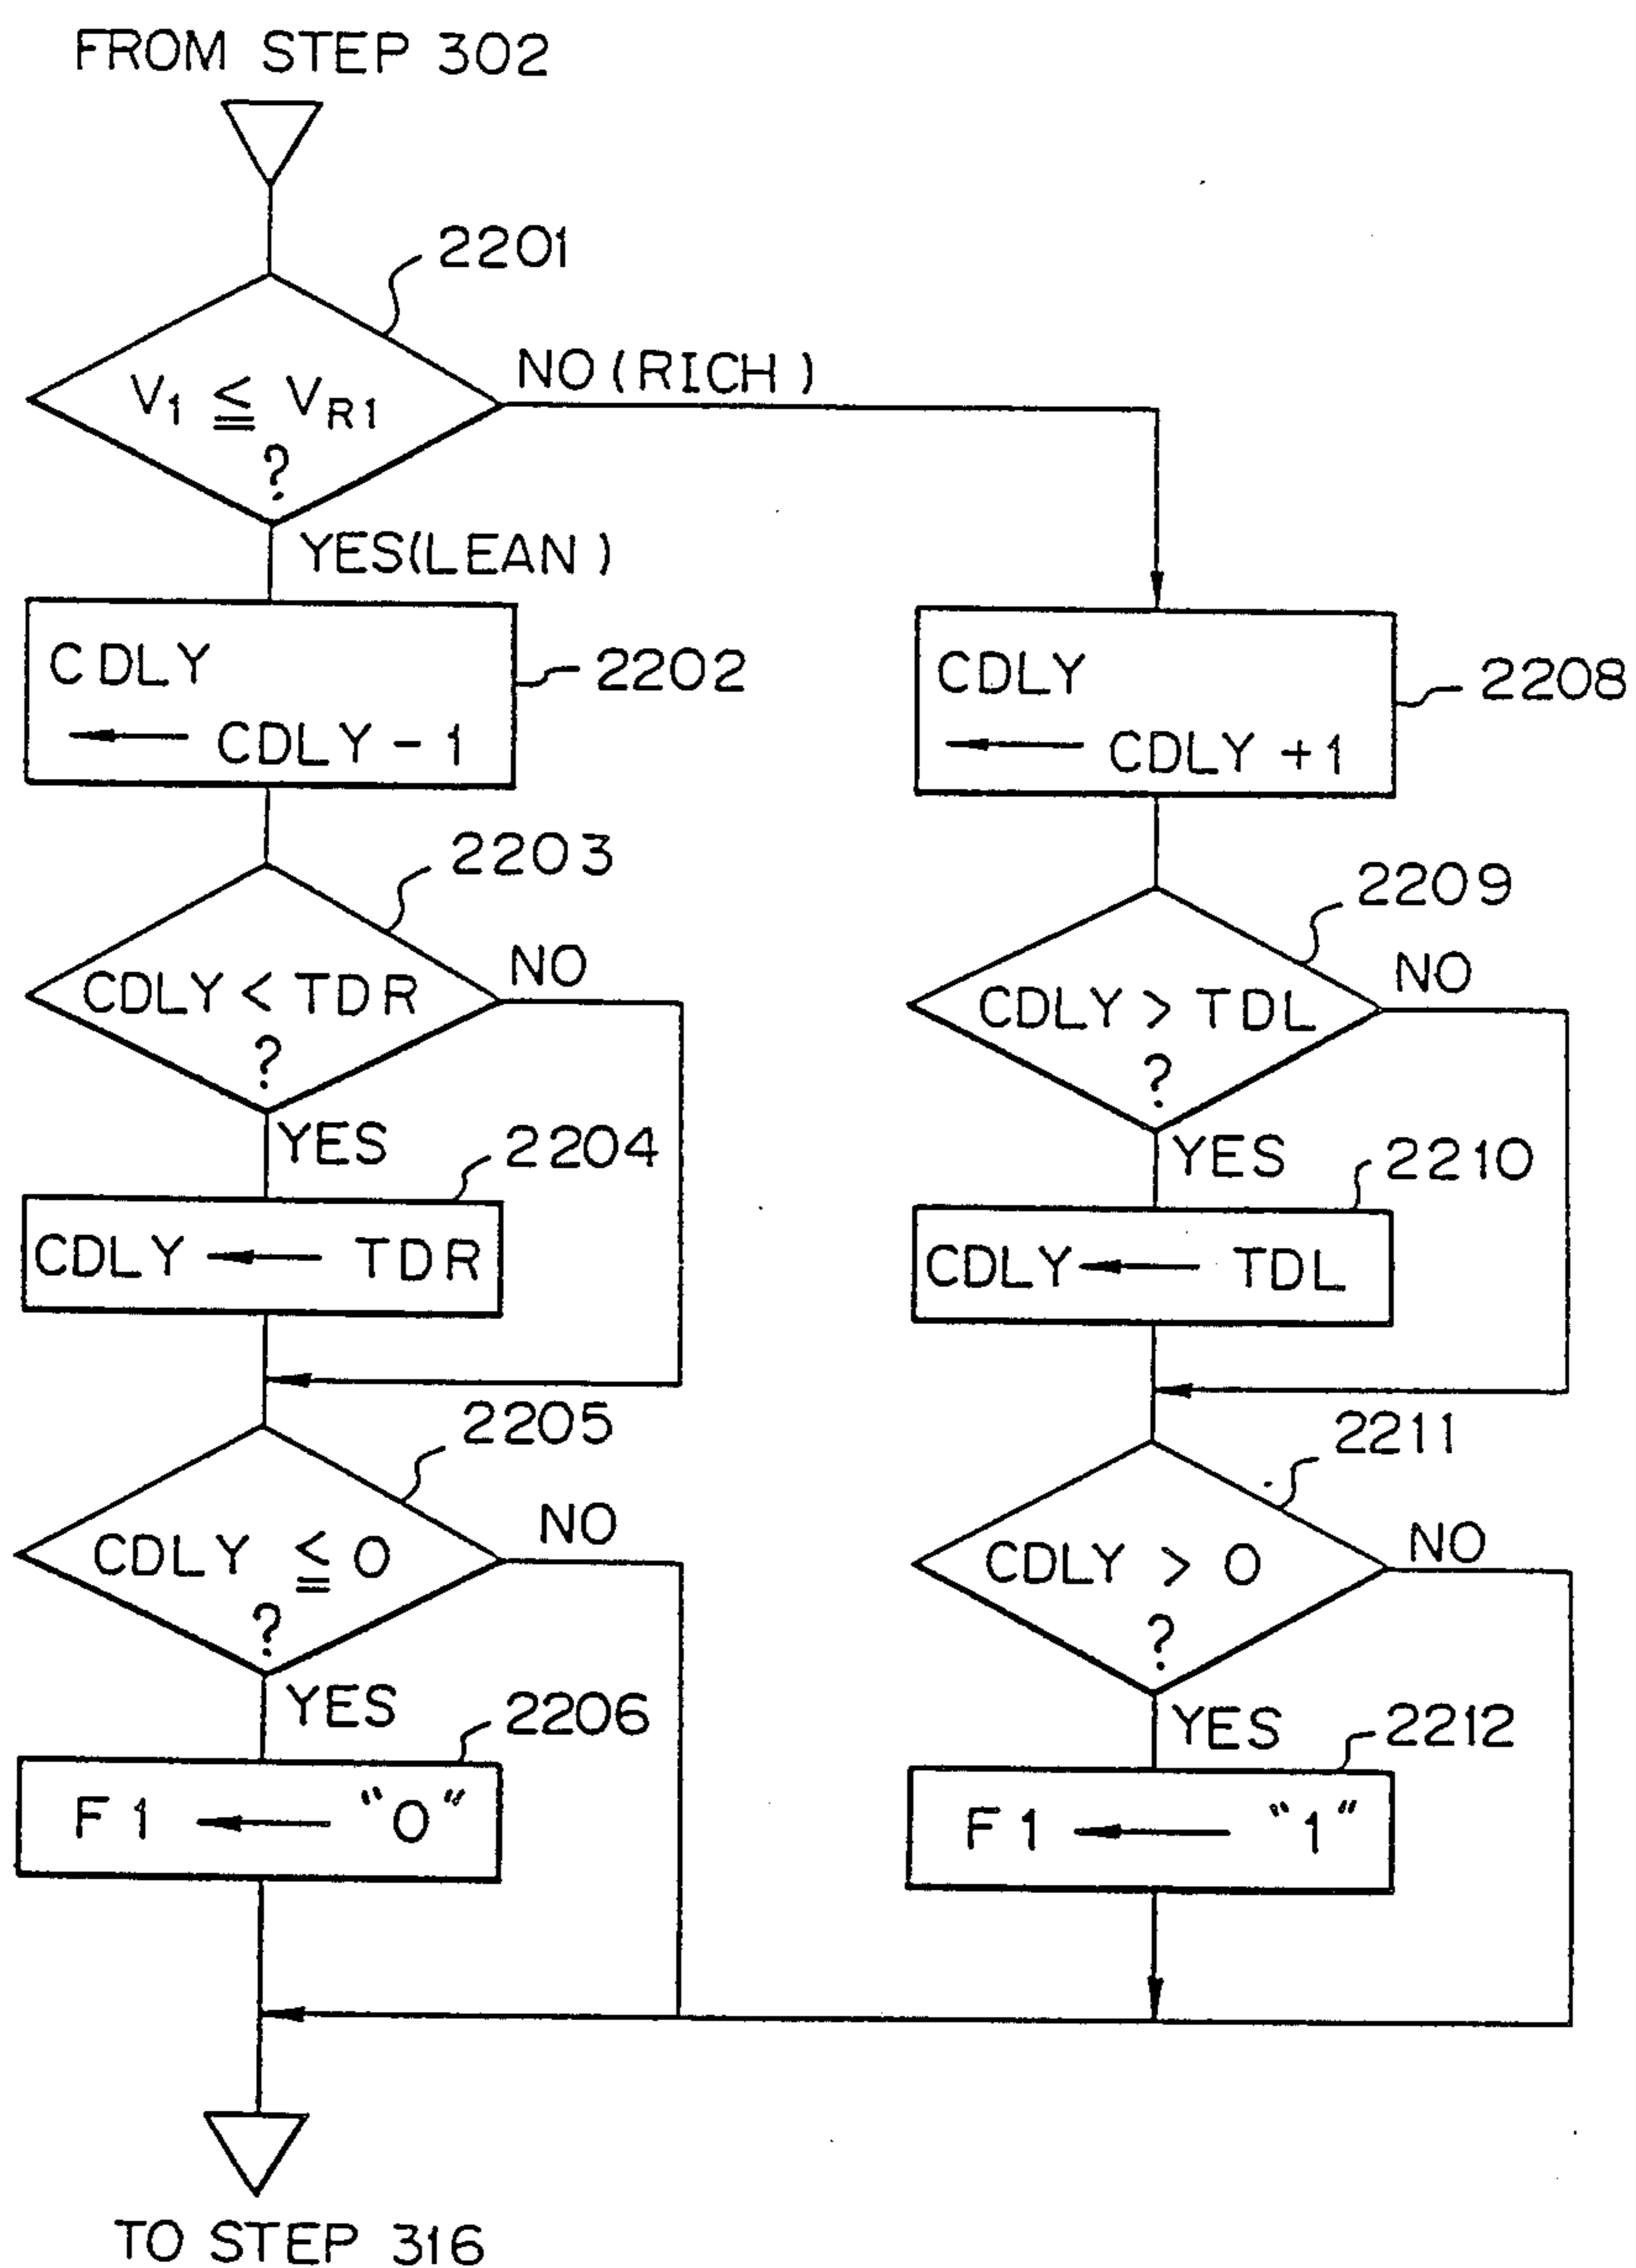 FROM STEP 302
2201
V1 ≦ VR1
?
NO (RICH)
YES(LEAN)
CDLY
← CDLY - 1
2202
CDLY
← CDLY + 1
2208
2203
CDLY < TDR
?
NO
YES
2209
CDLY > TDL
?
NO
YES
2204
CDLY ← TDR
2210
CDLY ← TDL
2205
CDLY ≦ 0
?
NO
YES
2211
CDLY > 0
?
NO
YES
2206
F1 ← "0"
2212
F1 ← "1"
TO STEP 316